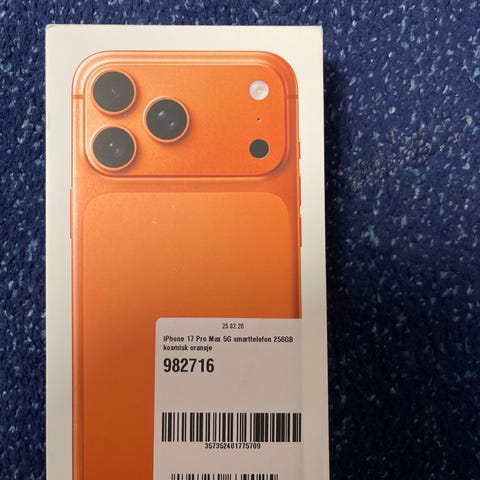 25.02.26
iPhone 17 Pro Max 5G smarttelefon 256GB
kosmisk oransje
982716
357352401775709